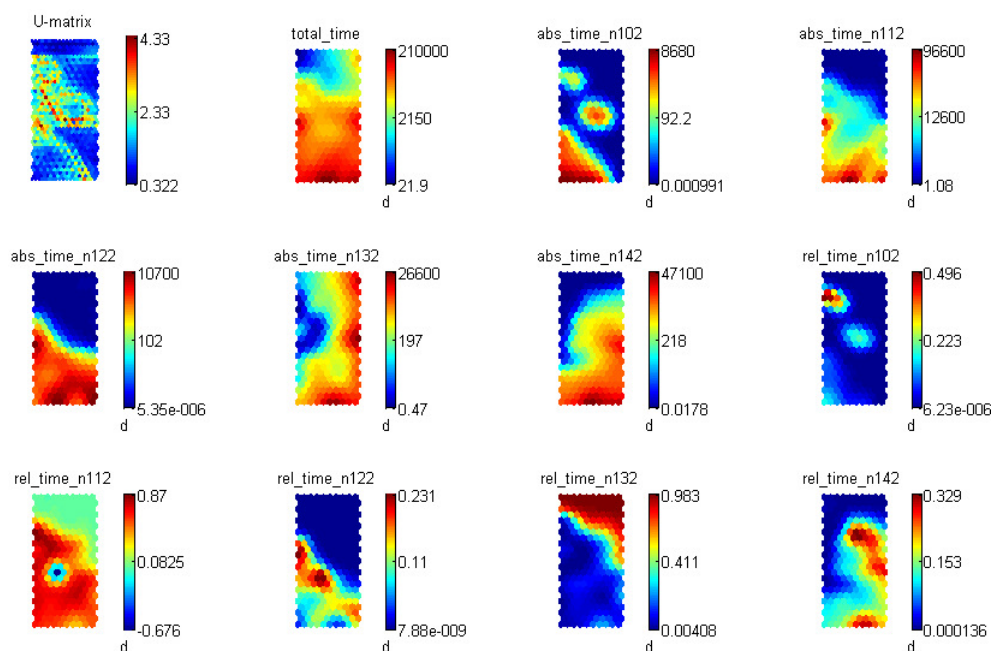 U-matrix
4.33
2.33
0.322
total_time
210000
2150
21.9
d
abs_time_n102
8680
92.2
0.000991
d
abs_time_n112
96600
12600
1.08
d
abs_time_n122
10700
102
5.35e-006
d
abs_time_n132
26600
197
0.47
d
abs_time_n142
47100
218
0.0178
d
rel_time_n102
0.496
0.223
6.23e-006
d
rel_time_n112
0.87
0.0825
-0.676
d
rel_time_n122
0.231
0.11
7.88e-009
d
rel_time_n132
0.983
0.411
0.00408
d
rel_time_n142
0.329
0.153
0.000136
d